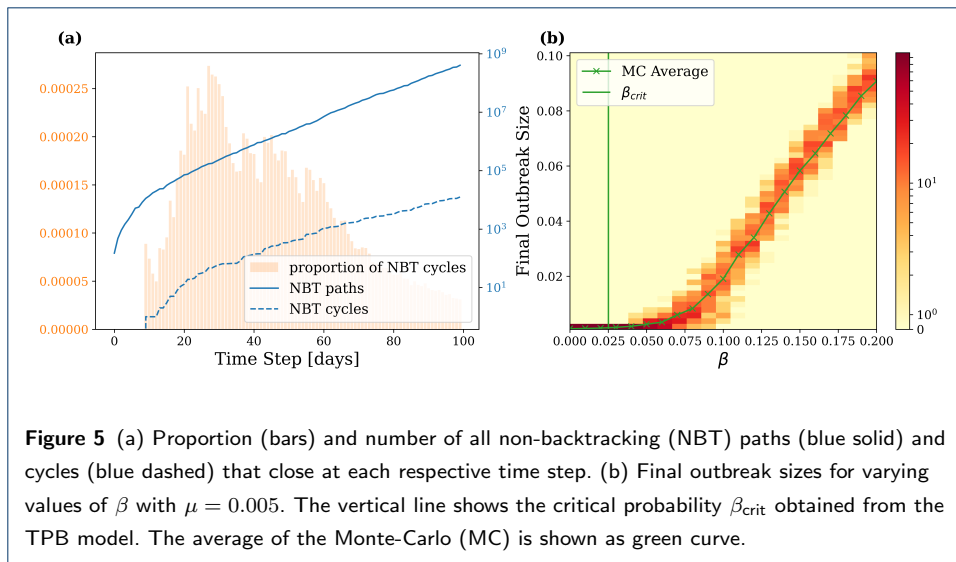 (a)
(b)
0.00025
0.00020
0.00015
0.00010
0.00005
0.00000
10^9
10^7
10^5
10^3
10^1
proportion of NBT cycles
NBT paths
NBT cycles
0 20 40 60 80 100
Time Step [days]
Final Outbreak Size
0.10
0.08
0.06
0.04
0.02
MC Average
β_crit
0.000 0.025 0.050 0.075 0.100 0.125 0.150 0.175 0.200
β
10^1
10^0
0
Figure 5 (a) Proportion (bars) and number of all non-backtracking (NBT) paths (blue solid) and
cycles (blue dashed) that close at each respective time step. (b) Final outbreak sizes for varying
values of β with μ = 0.005. The vertical line shows the critical probability β_crit obtained from the
TPB model. The average of the Monte-Carlo (MC) is shown as green curve.